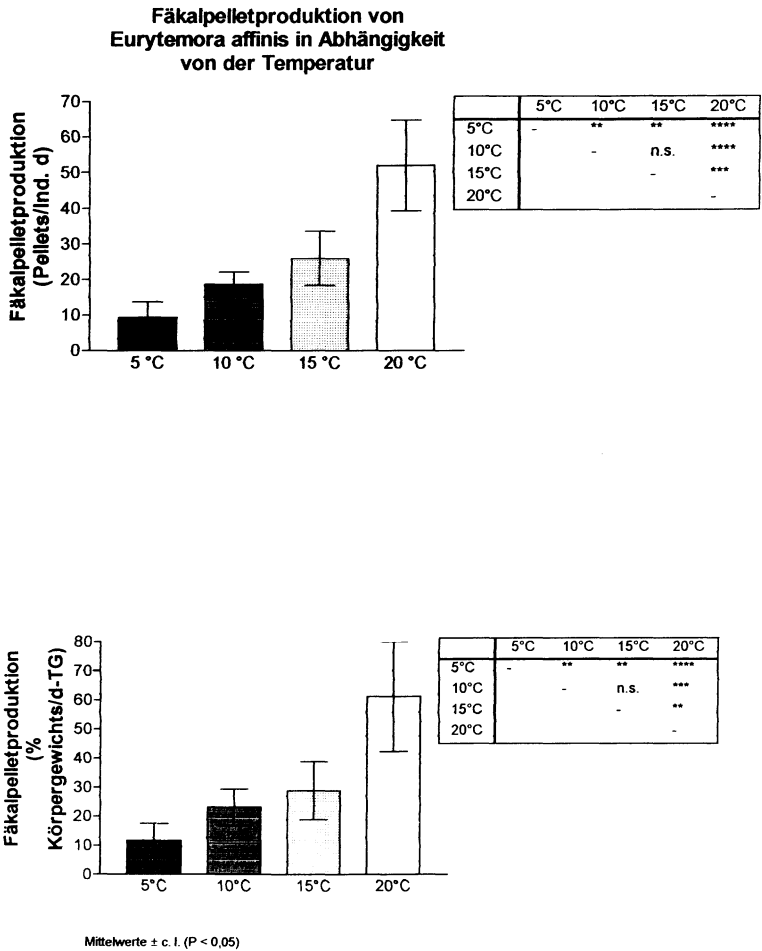 Fäkalpelletproduktion von
Eurytemora affinis in Abhängigkeit
von der Temperatur
Fäkalpelletproduktion
(Pellets/Ind. d)
70
60
50
40
30
20
10
0
5 °C 10 °C 15 °C 20 °C
5°C 10°C 15°C 20°C
5°C - ** ** ****
10°C - n.s. ****
15°C - ***
20°C -
Fäkalpelletproduktion
(%
Körpergewichts/d-TG)
80
70
60
50
40
30
20
10
0
5°C 10°C 15°C 20°C
5°C 10°C 15°C 20°C
5°C - ** ** ****
10°C - n.s. ***
15°C - **
20°C -
Mittelwerte ± c. I. (P < 0,05)